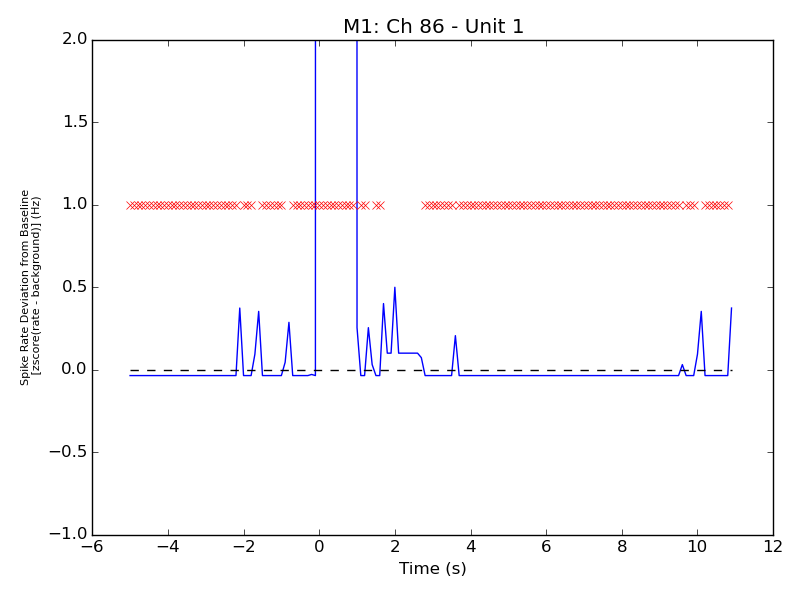 M1: Ch 86 - Unit 1
2.0
1.5
1.0
0.5
0.0
−0.5
−1.0
Spike Rate Deviation from Baseline
[zscore(rate - background)] (Hz)
−6 −4 −2 0 2 4 6 8 10 12
Time (s)